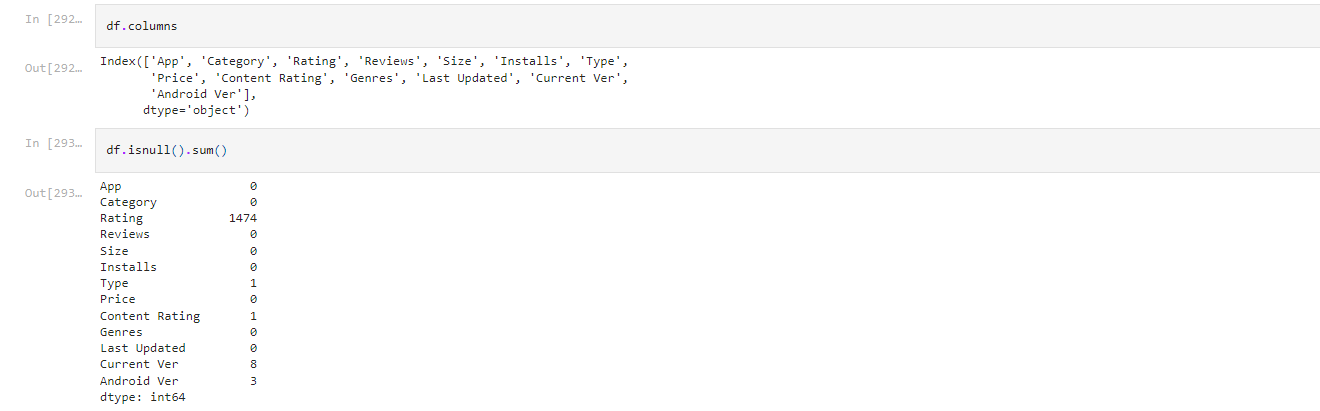 In [292…
df.columns
Out[292…
Index(['App', 'Category', 'Rating', 'Reviews', 'Size', 'Installs', 'Type',
'Price', 'Content Rating', 'Genres', 'Last Updated', 'Current Ver',
'Android Ver'],
dtype='object')
In [293…
df.isnull().sum()
Out[293…
App 0
Category 0
Rating 1474
Reviews 0
Size 0
Installs 0
Type 1
Price 0
Content Rating 1
Genres 0
Last Updated 0
Current Ver 8
Android Ver 3
dtype: int64